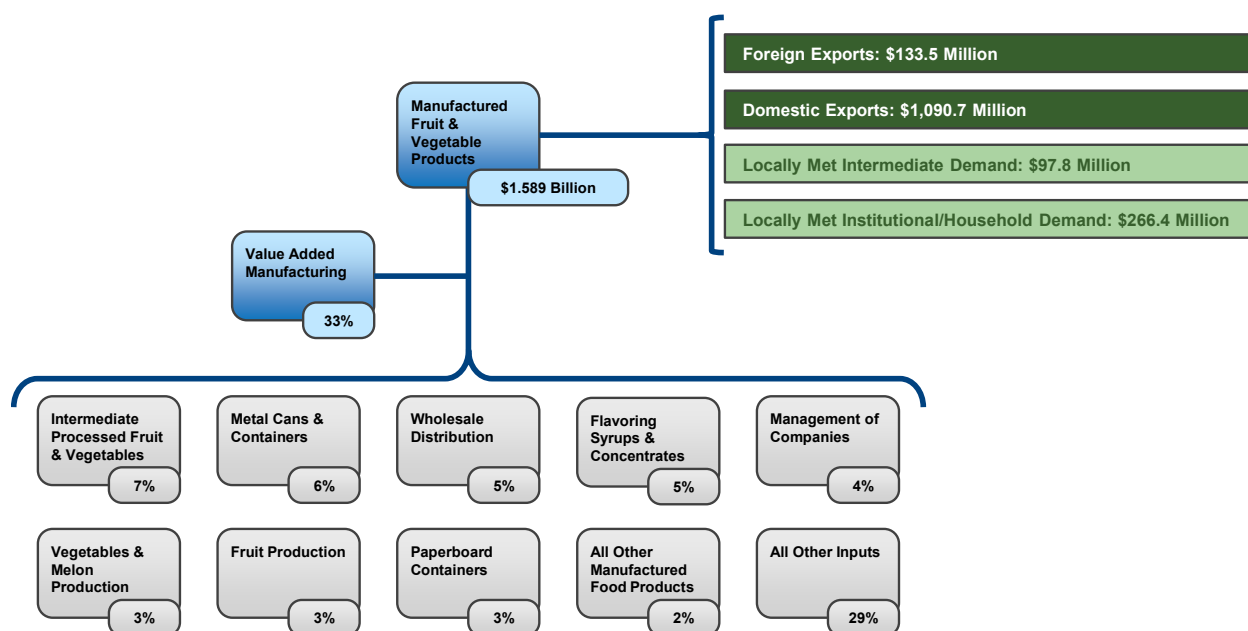 Foreign Exports: $133.5 Million
Domestic Exports: $1,090.7 Million
Locally Met Intermediate Demand: $97.8 Million
Locally Met Institutional/Household Demand: $266.4 Million
Manufactured
Fruit &
Vegetable
Products
$1.589 Billion
Value Added
Manufacturing
33%
Intermediate
Processed Fruit
& Vegetables
7%
Metal Cans &
Containers
6%
Wholesale
Distribution
5%
Flavoring
Syrups &
Concentrates
5%
Management of
Companies
4%
Vegetables &
Melon
Production
3%
Fruit Production
3%
Paperboard
Containers
3%
All Other
Manufactured
Food Products
2%
All Other Inputs
29%